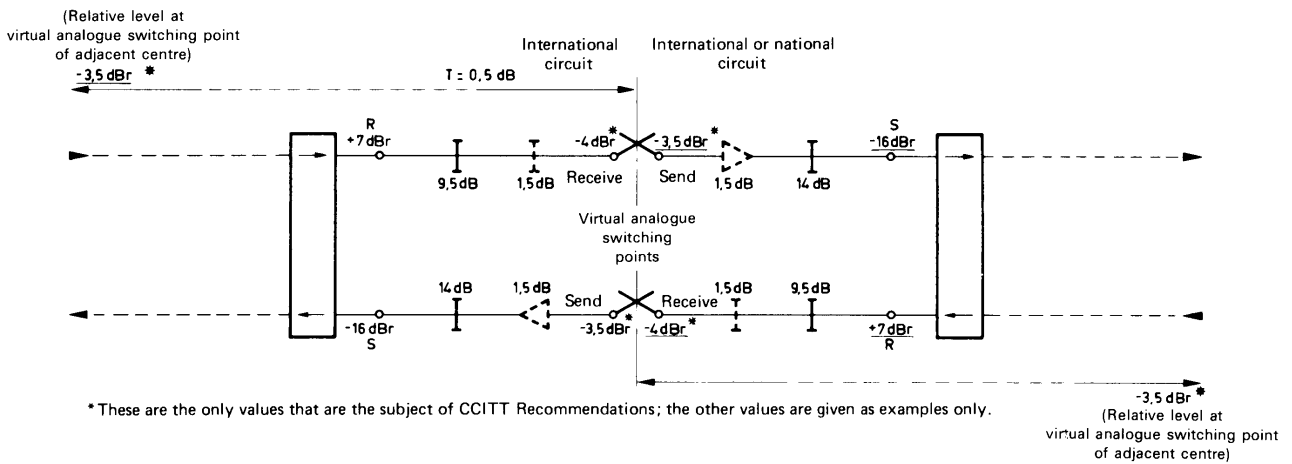 (Relative level at
virtual analogue switching point
of adjacent centre)
-3,5 dBr *
T = 0,5 dB
International
circuit
International or national
circuit
R
+7 dBr
9,5 dB
1,5 dB
-4 dBr*
Receive
-3,5 dBr*
Send
1,5 dB
14 dB
S
-16 dBr
Virtual analogue
switching
points
-16 dBr
S
14 dB
1,5 dB
Send
-3,5 dBr*
Receive
-4 dBr*
1,5 dB
9,5 dB
+7 dBr
R
-3,5 dBr*
(Relative level at
virtual analogue switching point
of adjacent centre)
* These are the only values that are the subject of CCITT Recommendations; the other values are given as examples only.